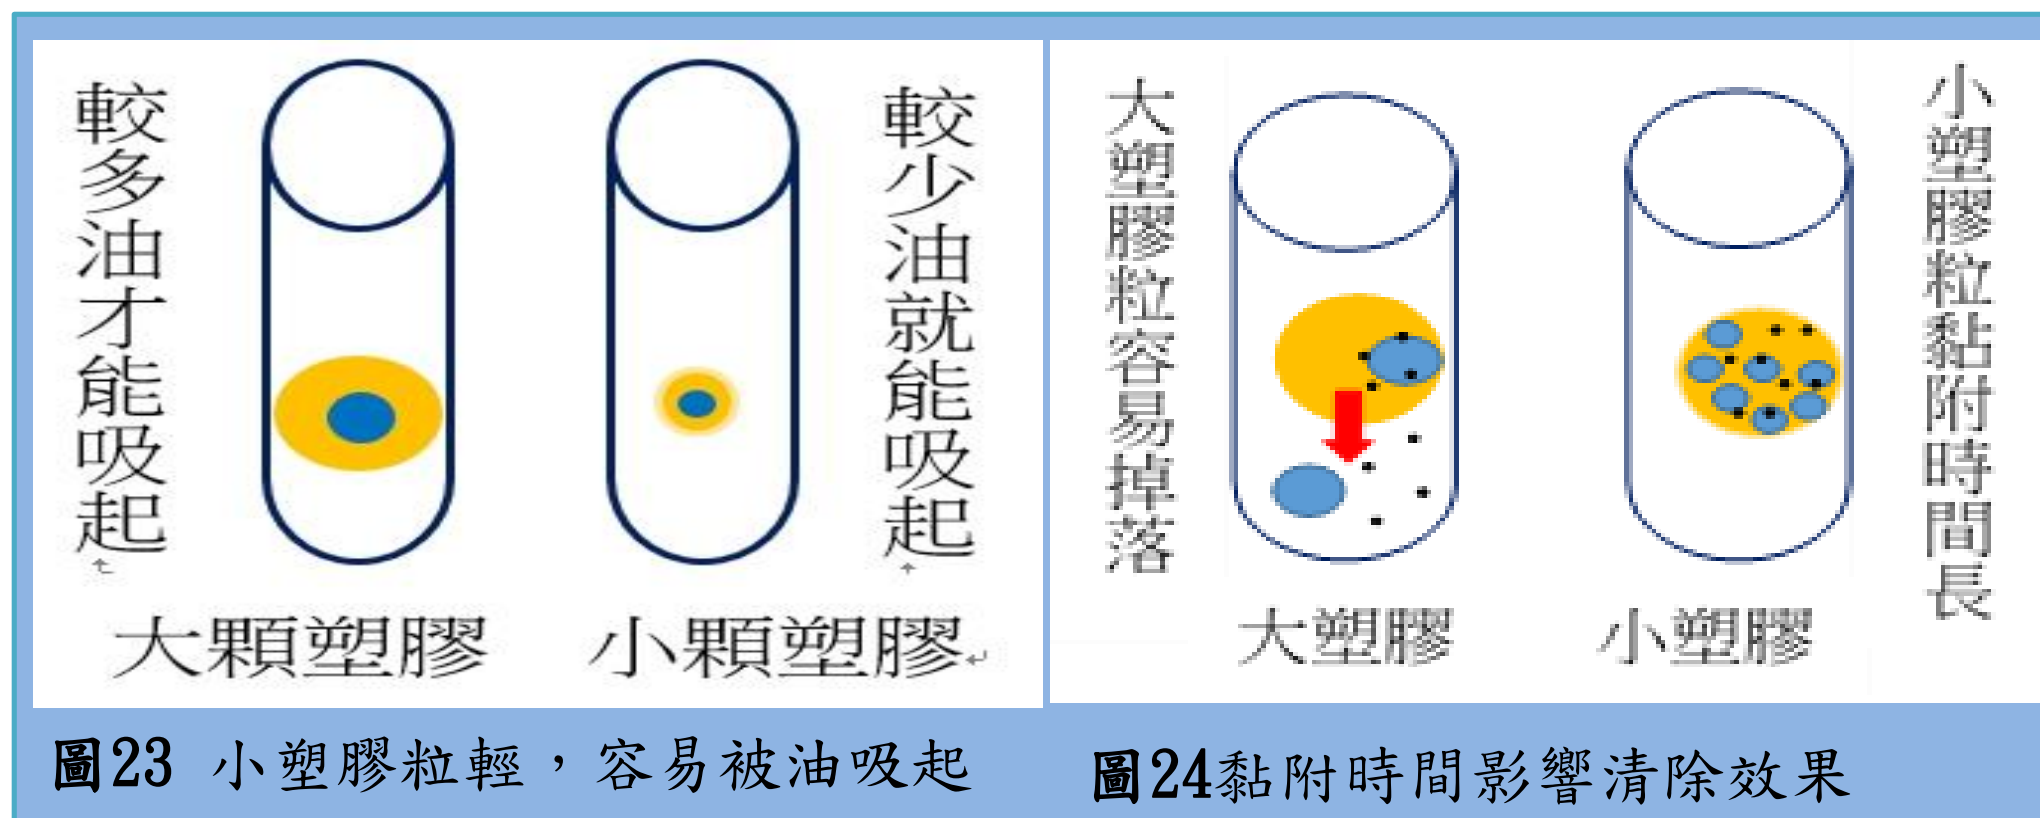 較多油才能吸起
較少油就能吸起
大顆塑膠
小顆塑膠
圖23 小塑膠粒輕，容易被油吸起
大塑膠粒容易掉落
小塑膠粒黏附時間長
大塑膠
小塑膠
圖24黏附時間影響清除效果